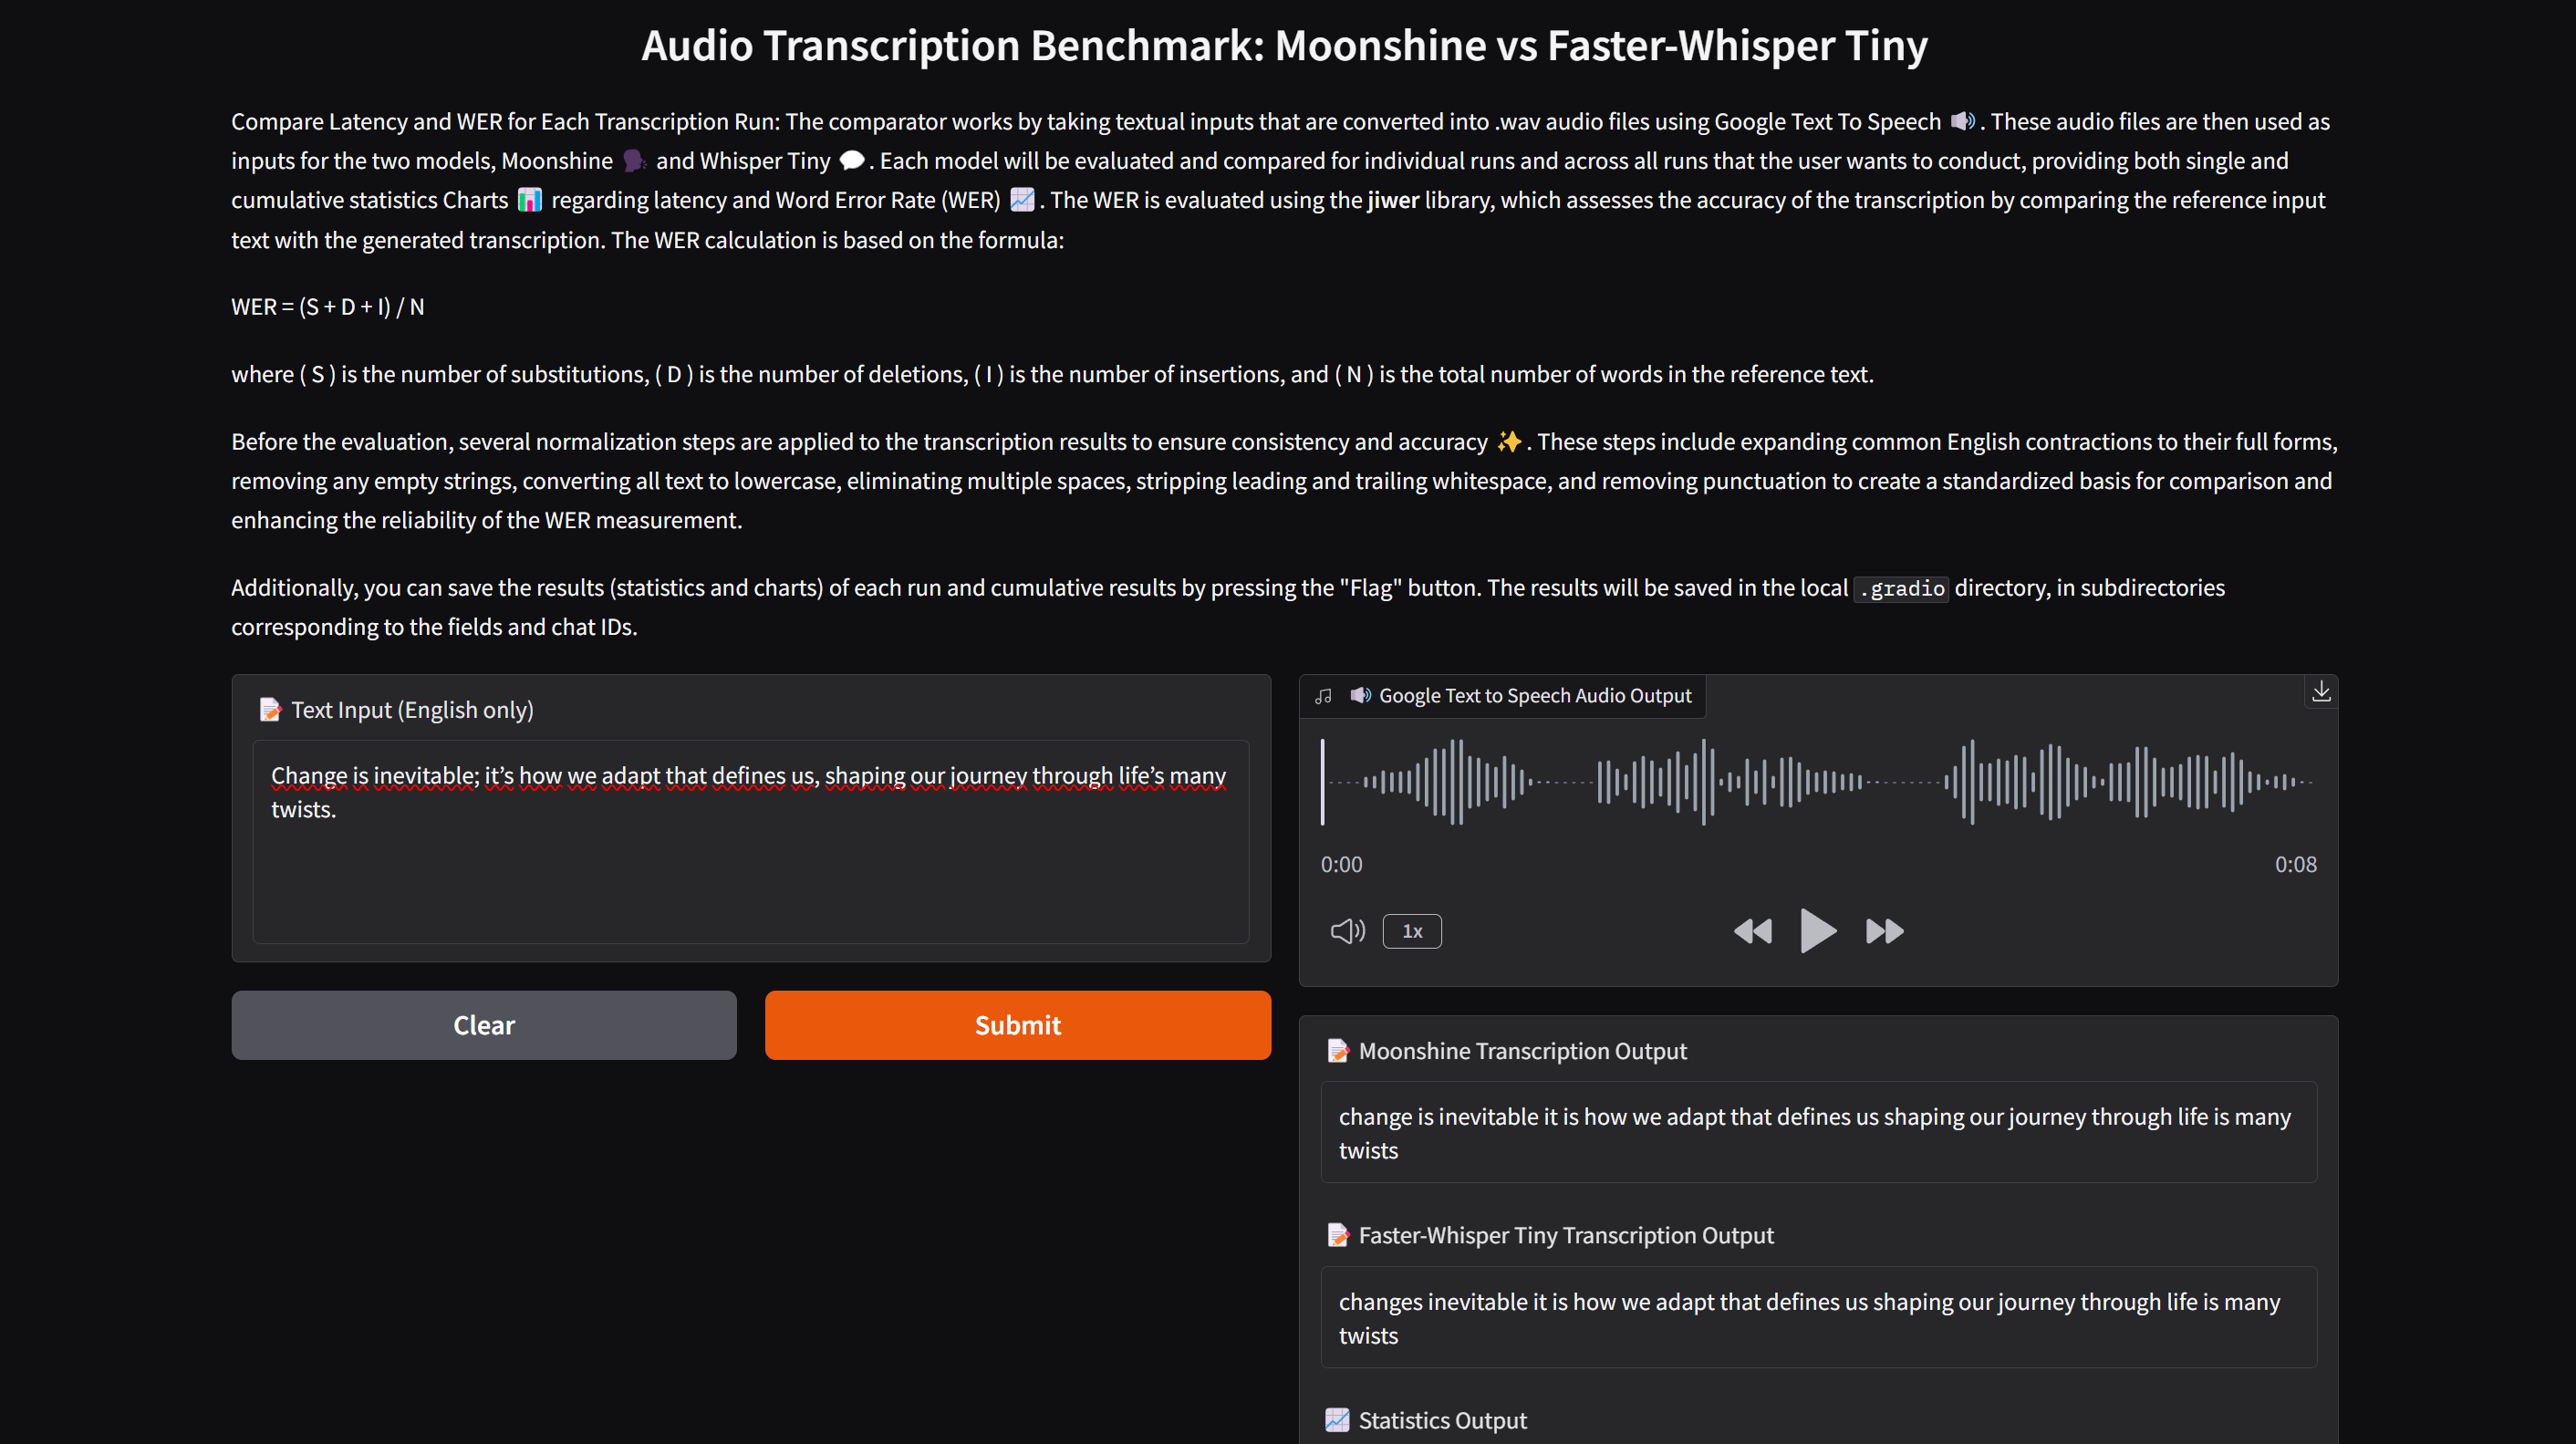 Audio Transcription Benchmark: Moonshine vs Faster-Whisper Tiny
Compare Latency and WER for Each Transcription Run: The comparator works by taking textual inputs that are converted into .wav audio files using Google Text To Speech 🔊. These audio files are then used as
inputs for the two models, Moonshine 🗣️ and Whisper Tiny 💬. Each model will be evaluated and compared for individual runs and across all runs that the user wants to conduct, providing both single and
cumulative statistics Charts 📊 regarding latency and Word Error Rate (WER) 📈. The WER is evaluated using the jiwer library, which assesses the accuracy of the transcription by comparing the reference input
text with the generated transcription. The WER calculation is based on the formula:
WER = (S + D + I) / N
where ( S ) is the number of substitutions, ( D ) is the number of deletions, ( I ) is the number of insertions, and ( N ) is the total number of words in the reference text.
Before the evaluation, several normalization steps are applied to the transcription results to ensure consistency and accuracy ✨. These steps include expanding common English contractions to their full forms,
removing any empty strings, converting all text to lowercase, eliminating multiple spaces, stripping leading and trailing whitespace, and removing punctuation to create a standardized basis for comparison and
enhancing the reliability of the WER measurement.
Additionally, you can save the results (statistics and charts) of each run and cumulative results by pressing the "Flag" button. The results will be saved in the local .gradio directory, in subdirectories
corresponding to the fields and chat IDs.
📝 Text Input (English only)
Change is inevitable; it’s how we adapt that defines us, shaping our journey through life’s many
twists.
Clear
Submit
🔊 Google Text to Speech Audio Output
0:00
0:08
1x
📝 Moonshine Transcription Output
change is inevitable it is how we adapt that defines us shaping our journey through life is many
twists
📝 Faster-Whisper Tiny Transcription Output
changes inevitable it is how we adapt that defines us shaping our journey through life is many
twists
📈 Statistics Output